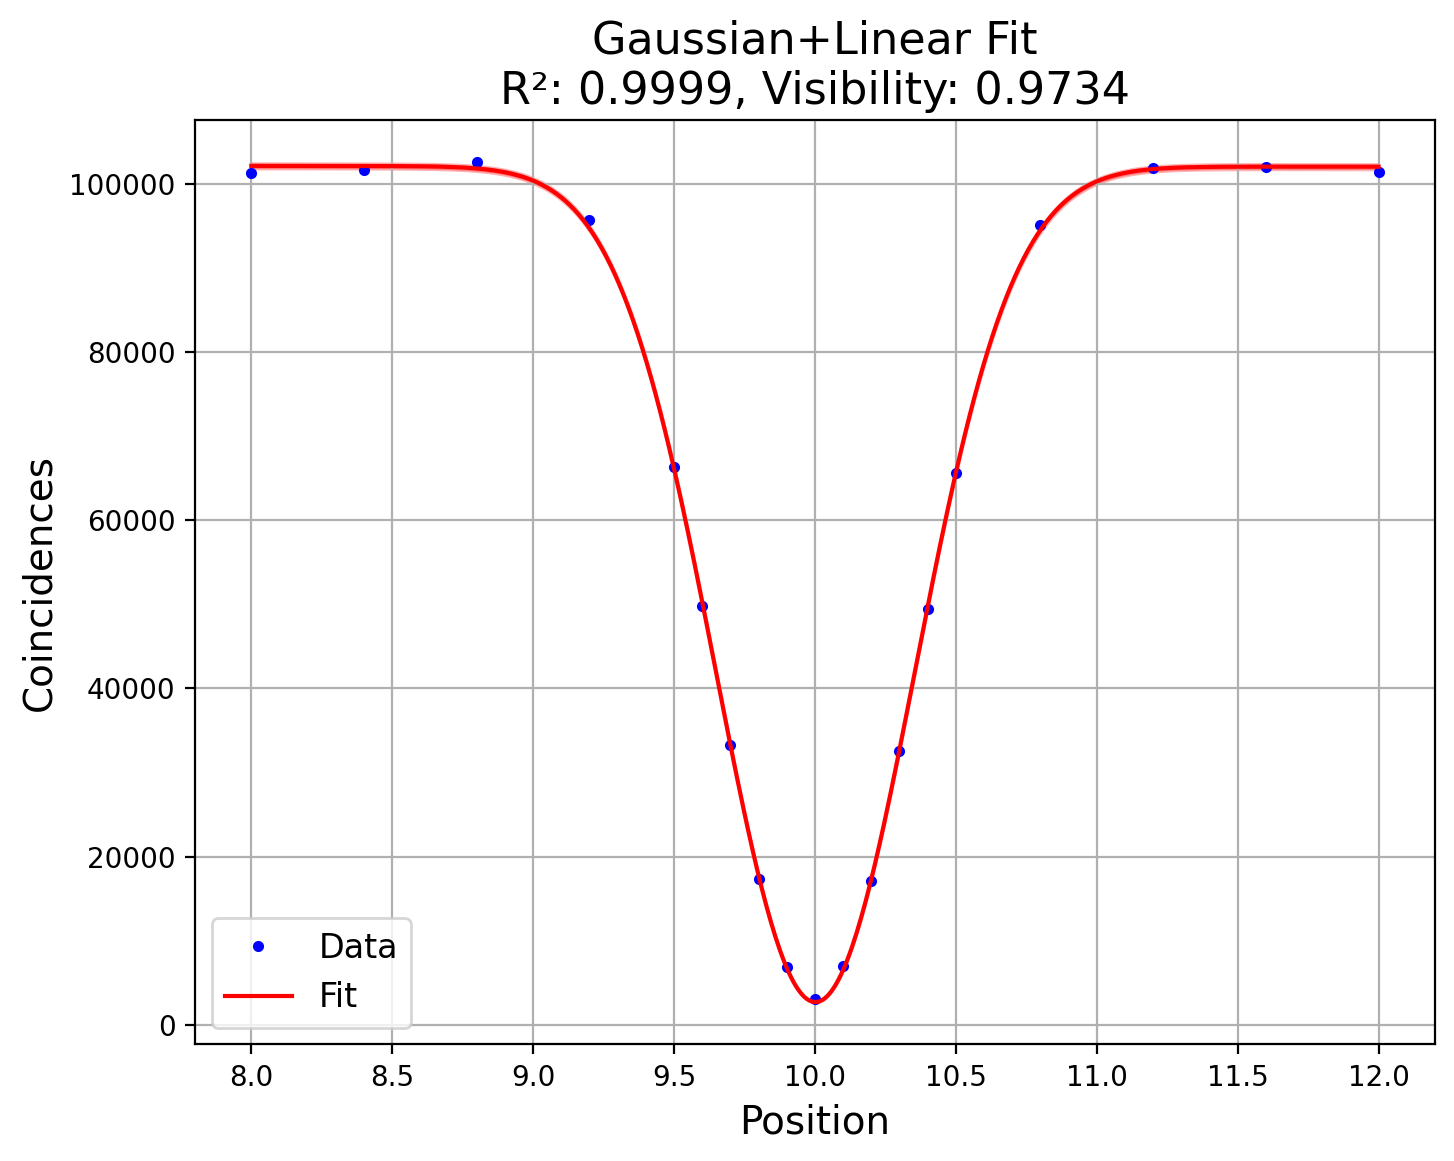 Gaussian+Linear Fit
R²: 0.9999, Visibility: 0.9734
100000
80000
60000
40000
20000
0
Coincidences
Data
Fit
8.0 8.5 9.0 9.5 10.0 10.5 11.0 11.5 12.0
Position